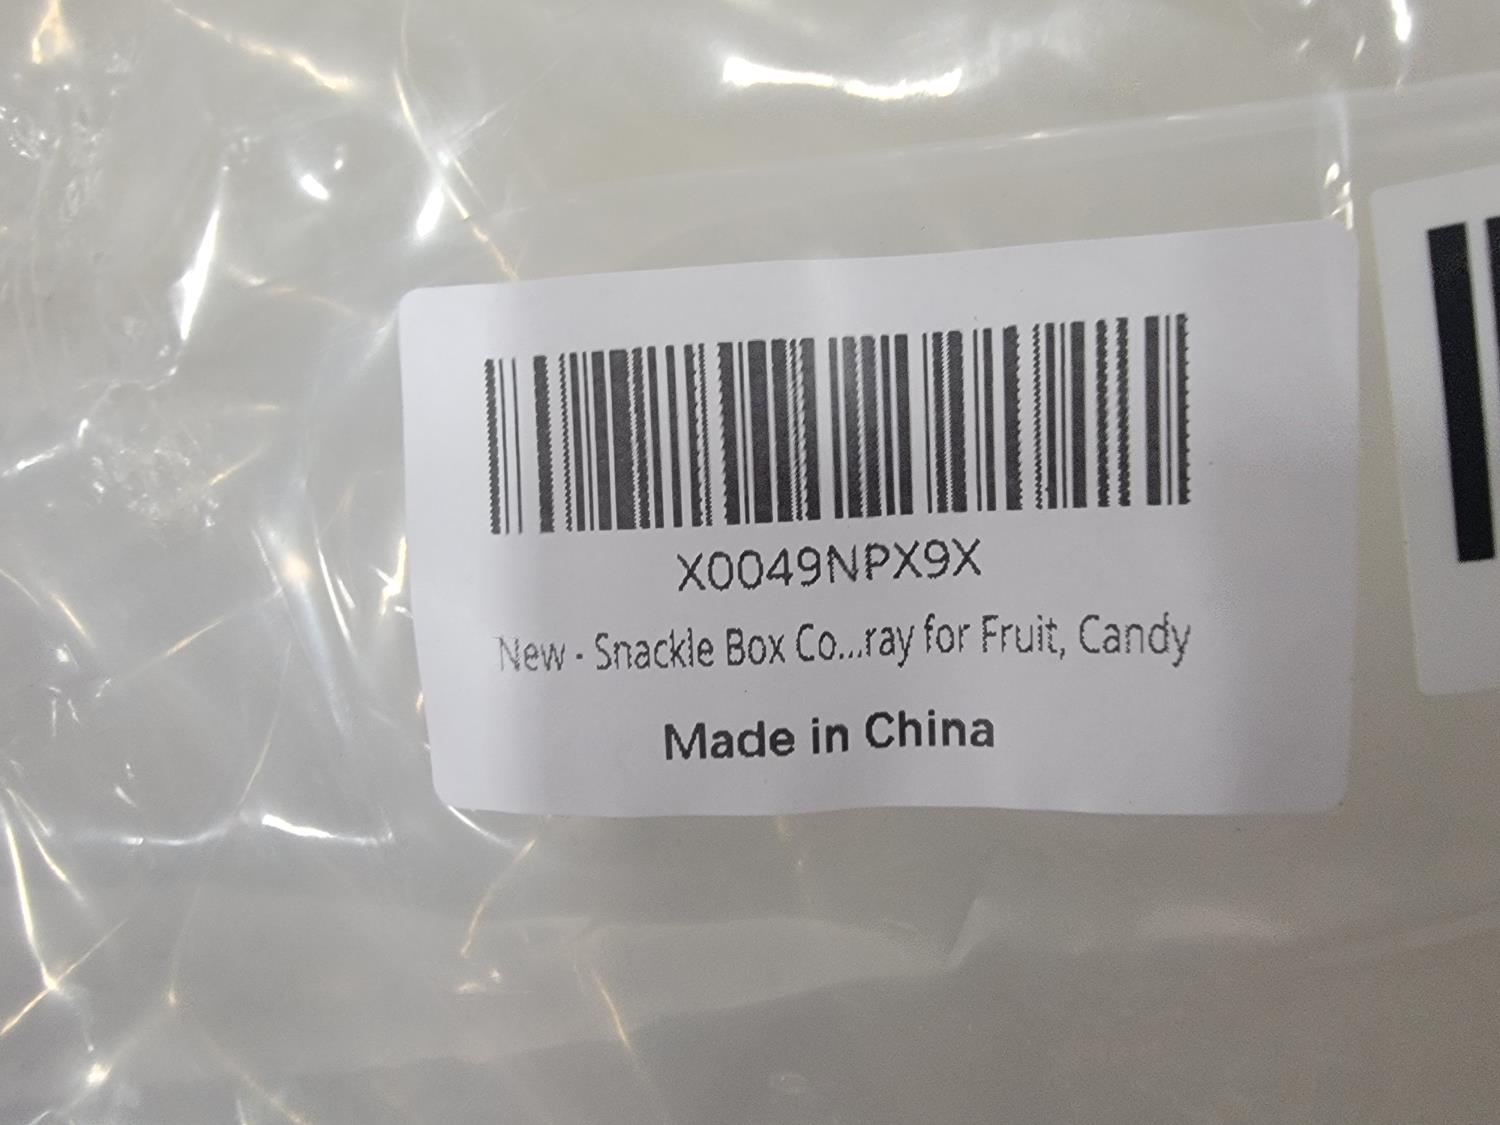 X0049NPX9X
New - Snackle Box Co...ray for Fruit, Candy
Made in China